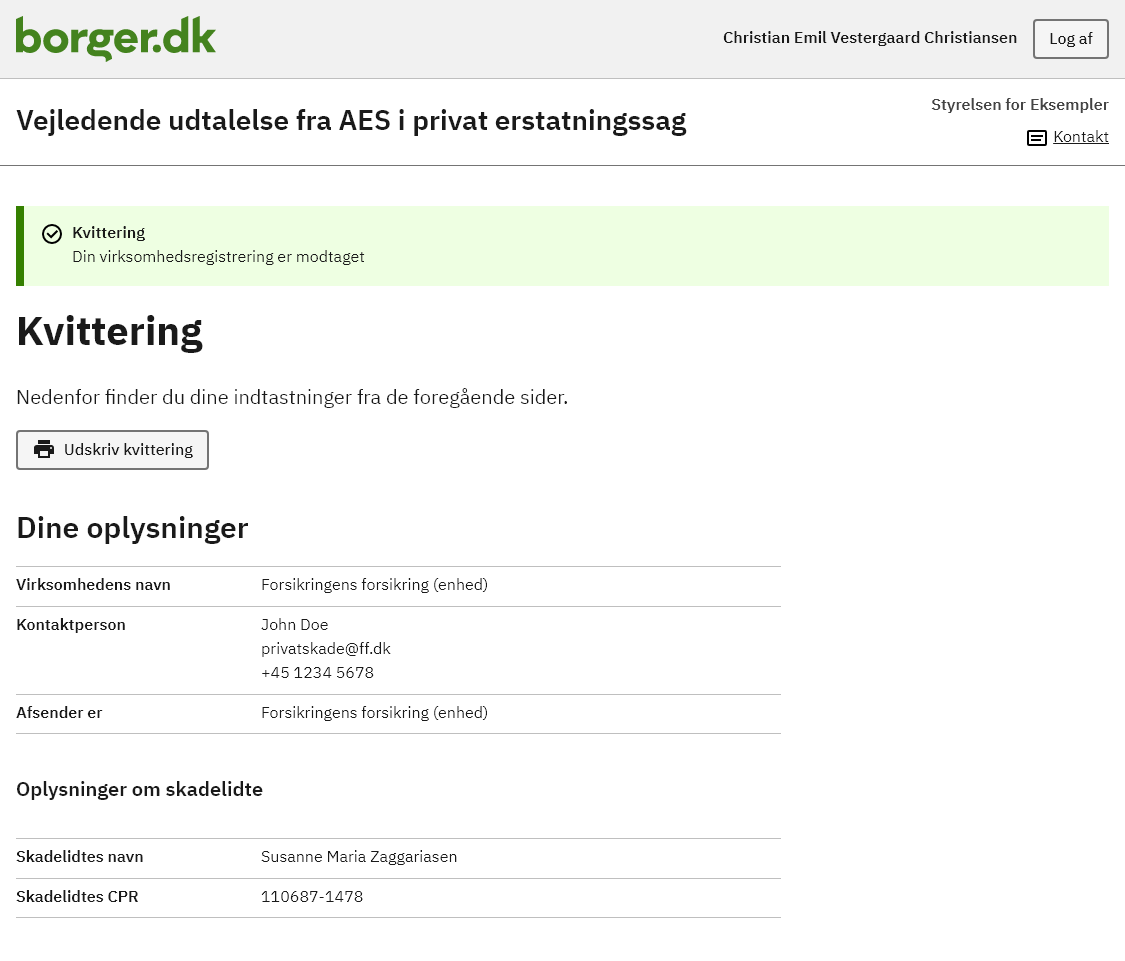 borger.dk
Christian Emil Vestergaard Christiansen
Log af
Vejledende udtalelse fra AES i privat erstatningssag
Styrelsen for Eksempler
Kontakt
Kvittering
Din virksomhedsregistrering er modtaget
Kvittering
Nedenfor finder du dine indtastninger fra de foregående sider.
Udskriv kvittering
Dine oplysninger
Virksomhedens navn Forsikringens forsikring (enhed)
Kontaktperson John Doe
privatskade@ff.dk
+45 1234 5678
Afsender er Forsikringens forsikring (enhed)
Oplysninger om skadelidte
Skadelidtes navn Susanne Maria Zaggariasen
Skadelidtes CPR 110687-1478